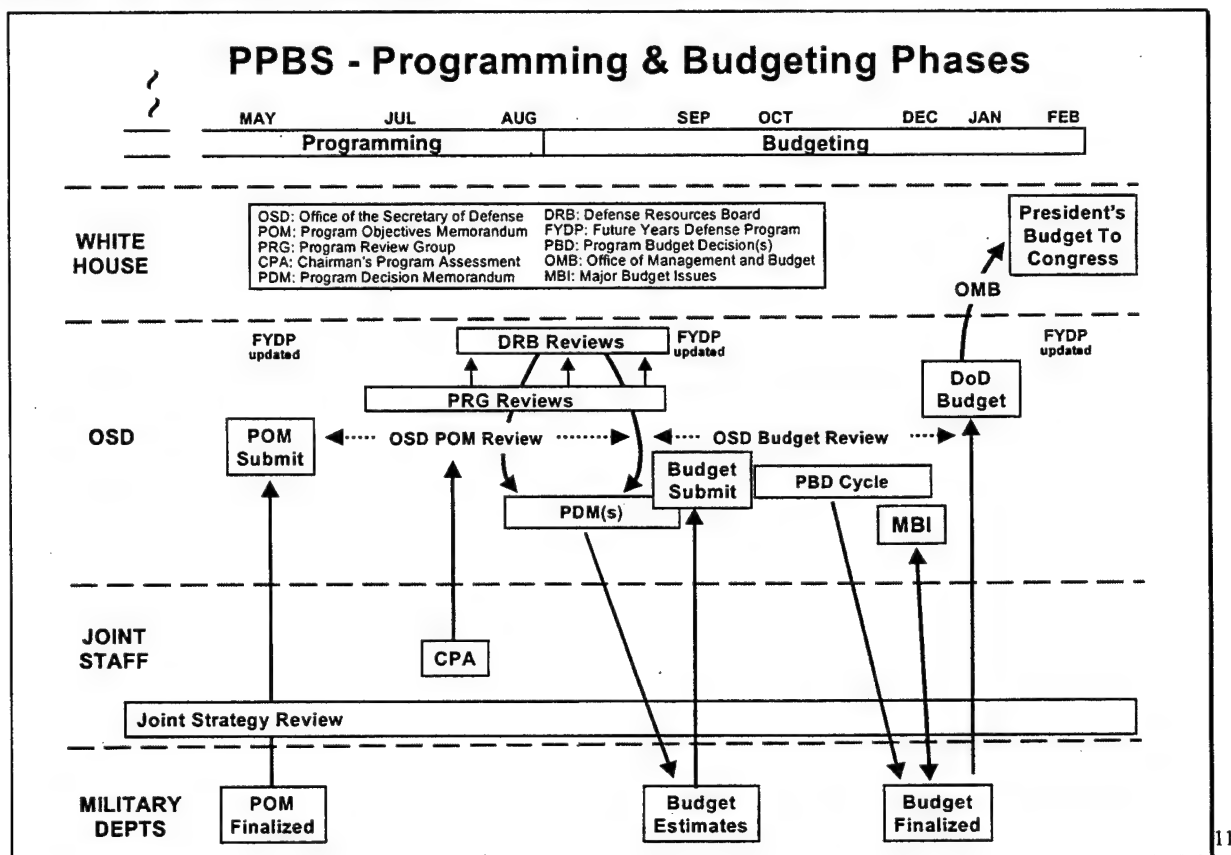 PPBS - Programming & Budgeting Phases
MAY JUL AUG SEP OCT DEC JAN FEB
Programming Budgeting
WHITE
HOUSE
OSD: Office of the Secretary of Defense
POM: Program Objectives Memorandum
PRG: Program Review Group
CPA: Chairman's Program Assessment
PDM: Program Decision Memorandum
DRB: Defense Resources Board
FYDP: Future Years Defense Program
PBD: Program Budget Decision(s)
OMB: Office of Management and Budget
MBI: Major Budget Issues
President's
Budget To
Congress
OMB
OSD
FYDP
updated
DRB Reviews
FYDP
updated
FYDP
updated
PRG Reviews
DoD
Budget
POM
Submit
OSD POM Review
OSD Budget Review
Budget
Submit
PBD Cycle
PDM(s)
MBI
JOINT
STAFF
CPA
Joint Strategy Review
MILITARY
DEPTS
POM
Finalized
Budget
Estimates
Budget
Finalized
11